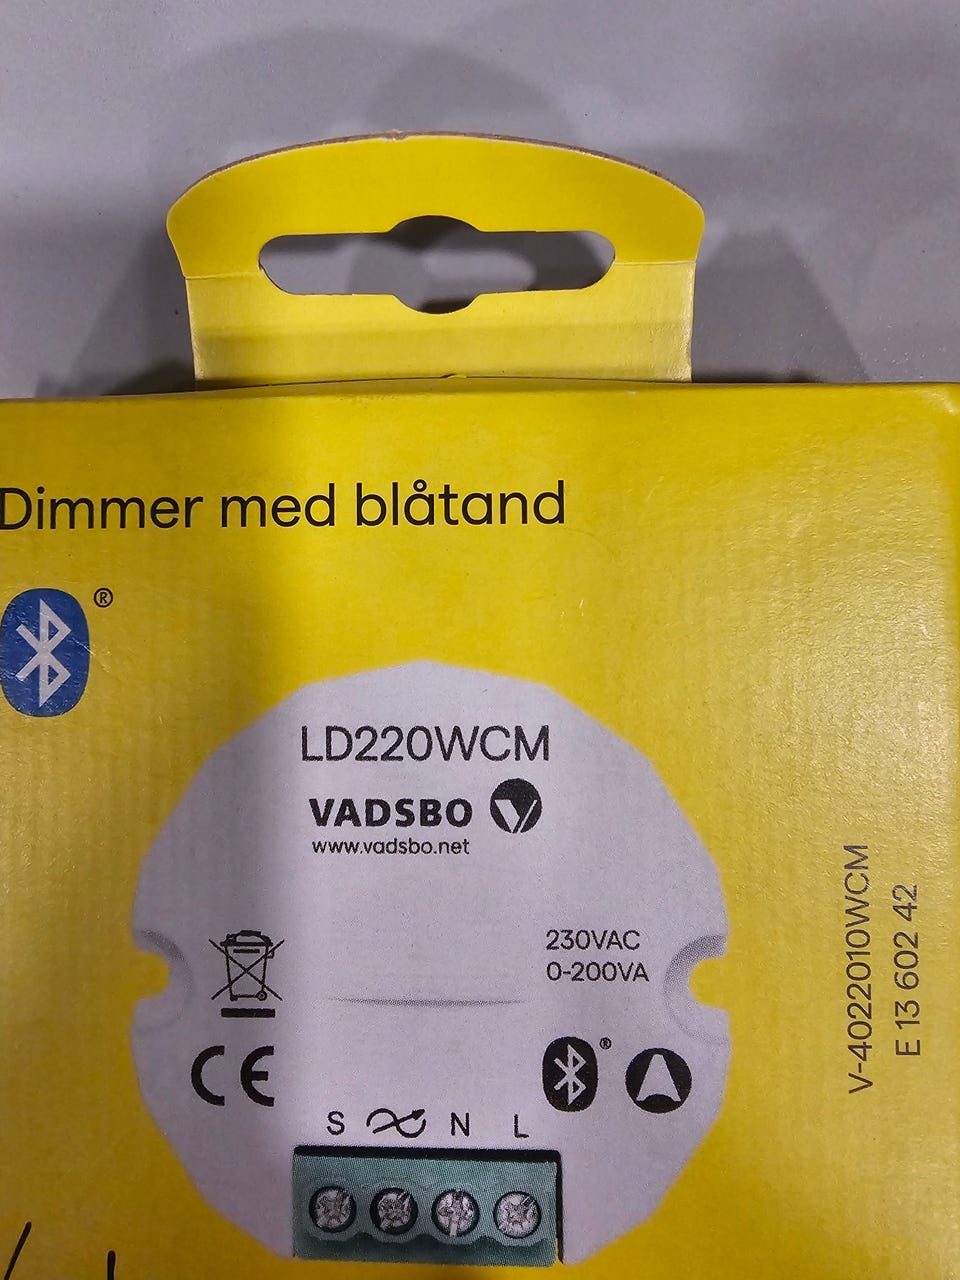 Dimmer med blåtand
®
LD220WCM
VADSBO
www.vadsbo.net
230VAC
0-200VA
CE
®
S N L
V-4022010WCM
E 13 602 42